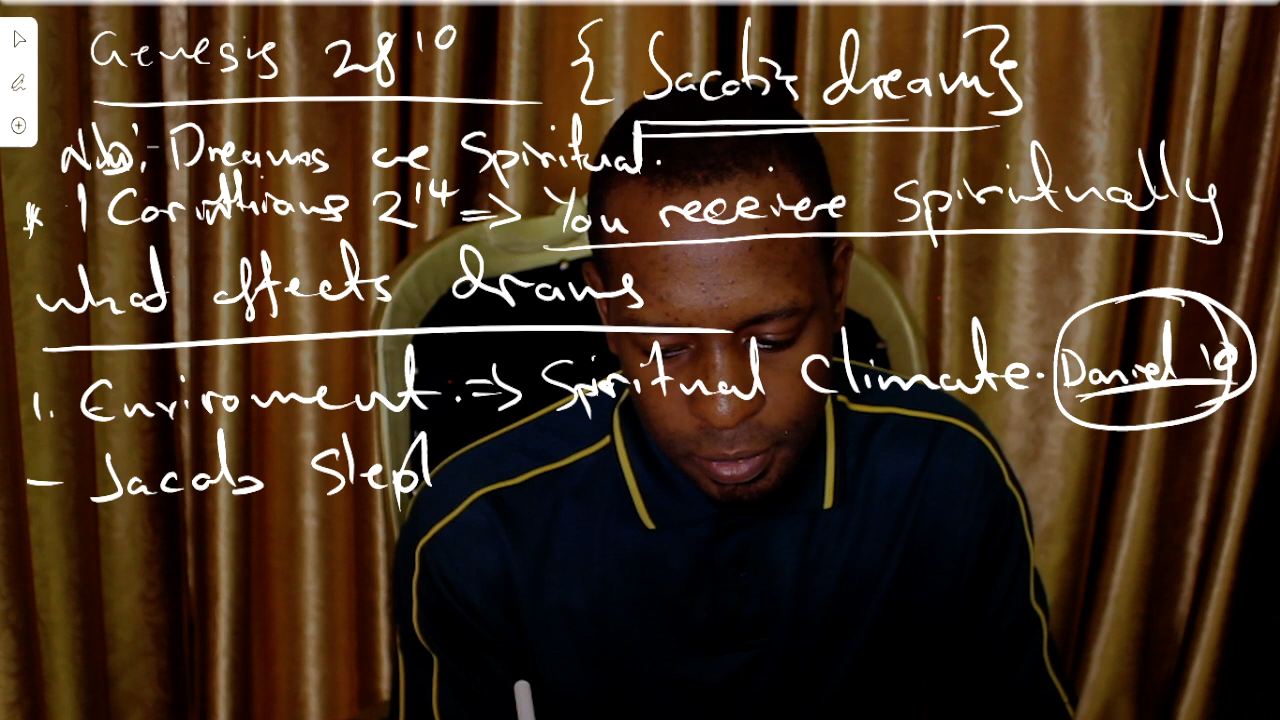 Genesis 28¹⁰ { Jacob's dream}
Nb:- Dreams are Spiritual.
* 1 Corinthians 2¹⁴ => You receive spiritually
what affects drams
1. Enviroment. => Spiritual Climate. Daniel 10
- Jacob Slept